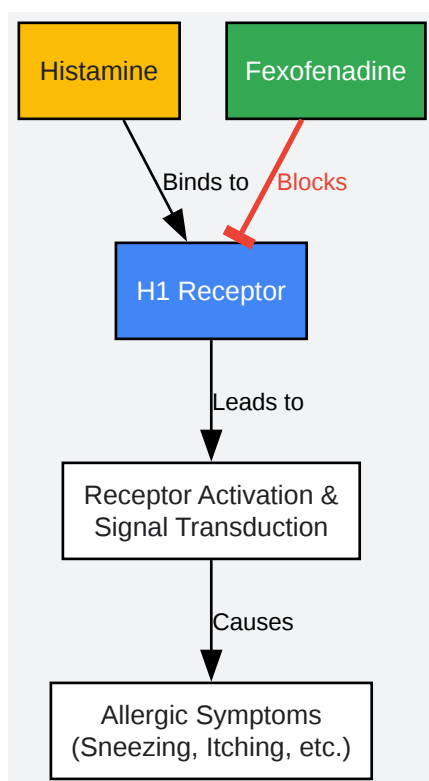 Histamine
Fexofenadine
Binds to
Blocks
H1 Receptor
Leads to
Receptor Activation &
Signal Transduction
Causes
Allergic Symptoms
(Sneezing, Itching, etc.)